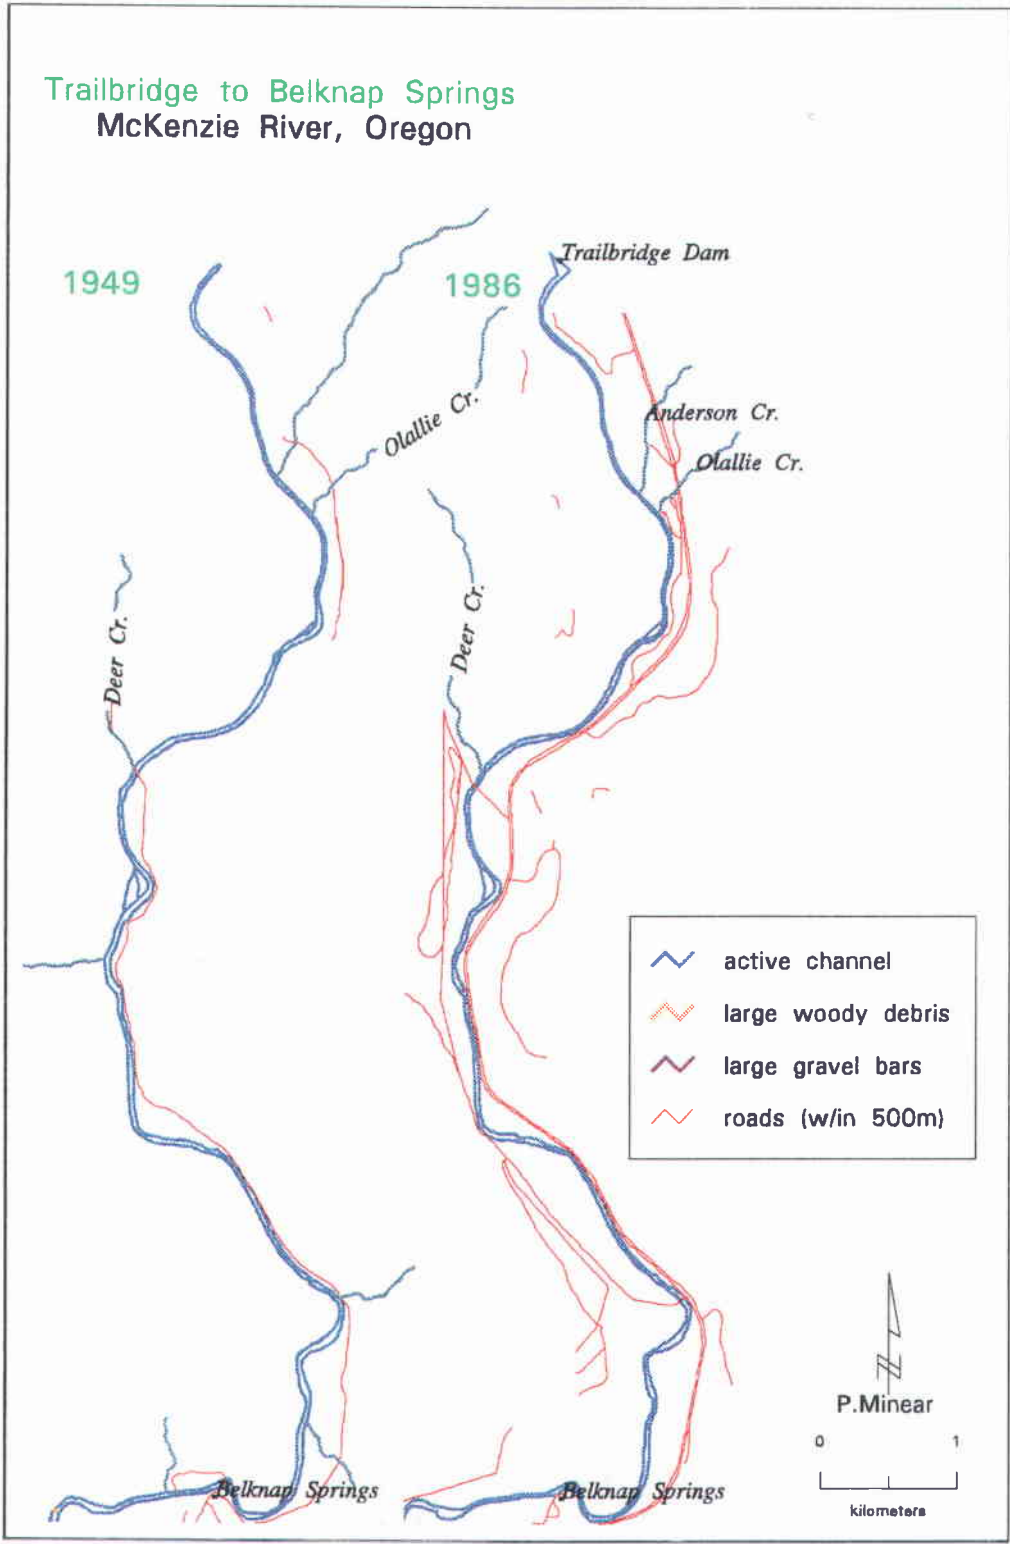 Trailbridge to Belknap Springs
McKenzie River, Oregon
1949
1986
Trailbridge Dam
Olallie Cr.
Anderson Cr.
Olallie Cr.
Deer Cr.
Deer Cr.
active channel
large woody debris
large gravel bars
roads (w/in 500m)
N
P.Minear
0 1
kilometers
Belknap Springs
Belknap Springs